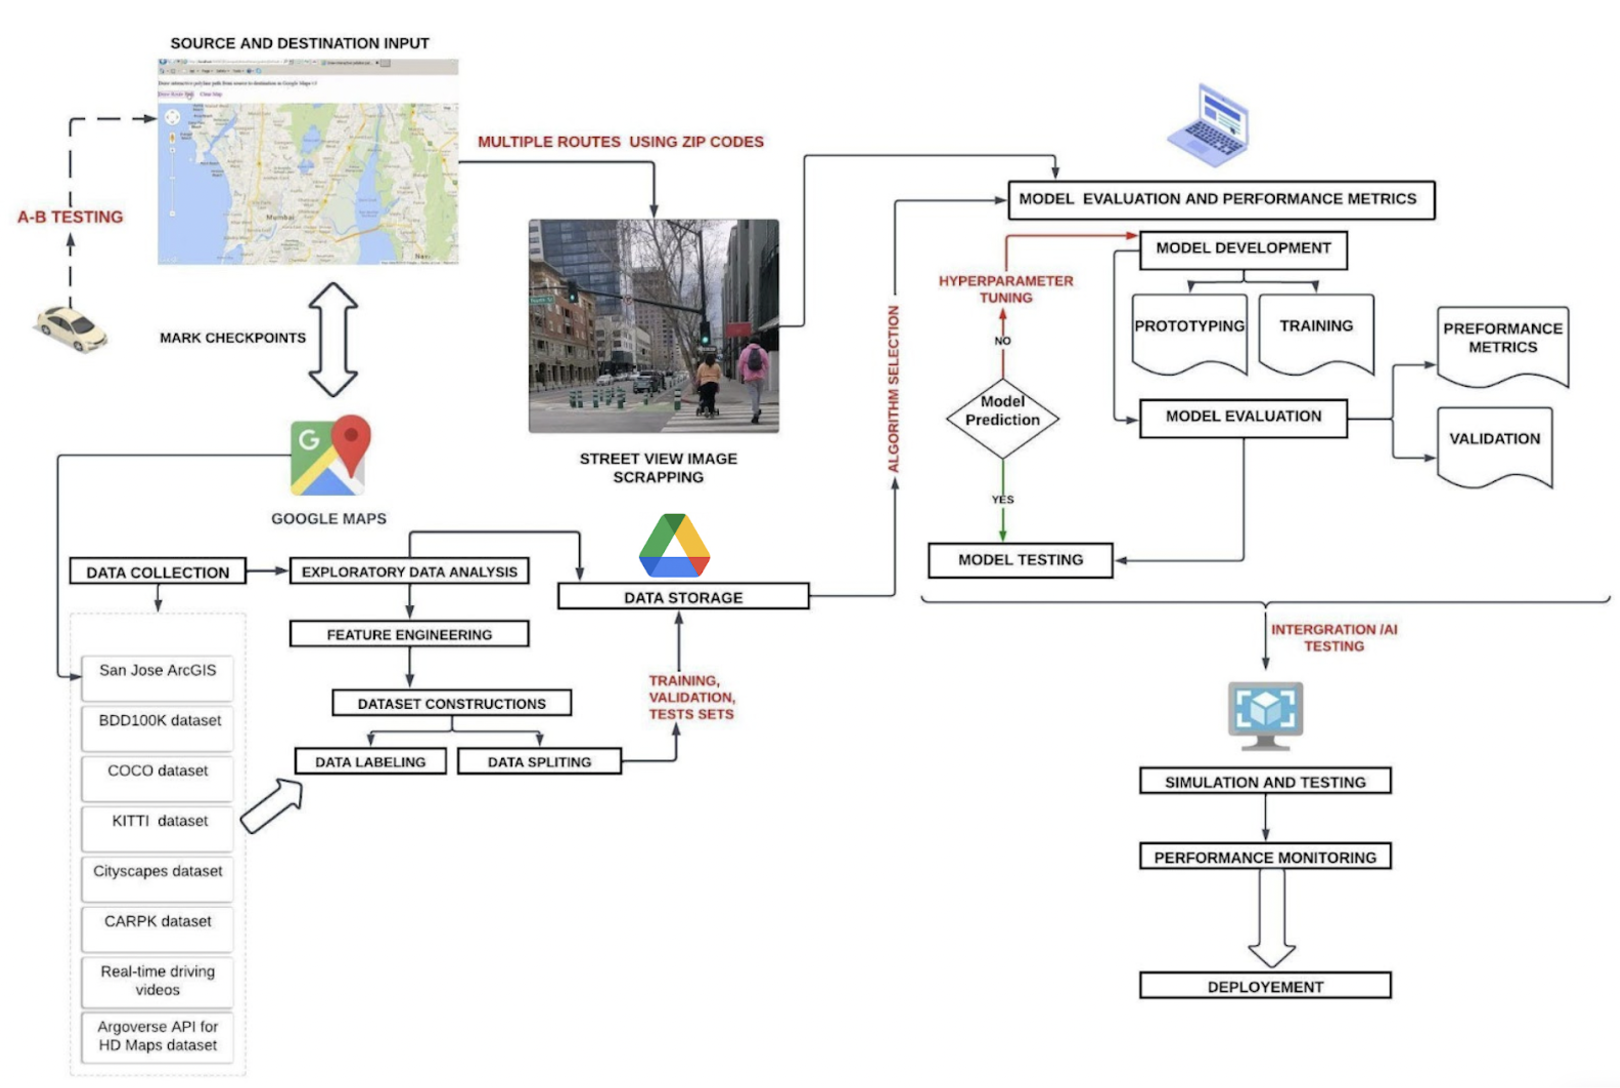 SOURCE AND DESTINATION INPUT
Clear Map
Mumbai
A-B TESTING
MULTIPLE ROUTES USING ZIP CODES
MARK CHECKPOINTS
G
GOOGLE MAPS
STREET VIEW IMAGE
SCRAPPING
DATA COLLECTION
EXPLORATORY DATA ANALYSIS
FEATURE ENGINEERING
DATASET CONSTRUCTIONS
DATA LABELING
DATA SPLITING
San Jose ArcGIS
BDD100K dataset
COCO dataset
KITTI dataset
Cityscapes dataset
CARPK dataset
Real-time driving
videos
Argoverse API for
HD Maps dataset
TRAINING,
VALIDATION,
TESTS SETS
DATA STORAGE
ALGORITHM SELECTION
MODEL EVALUATION AND PERFORMANCE METRICS
MODEL DEVELOPMENT
HYPERPARAMETER
TUNING
PROTOTYPING
TRAINING
PREFORMANCE
METRICS
NO
Model
Prediction
MODEL EVALUATION
VALIDATION
YES
MODEL TESTING
INTERGRATION /AI
TESTING
SIMULATION AND TESTING
PERFORMANCE MONITORING
DEPLOYEMENT